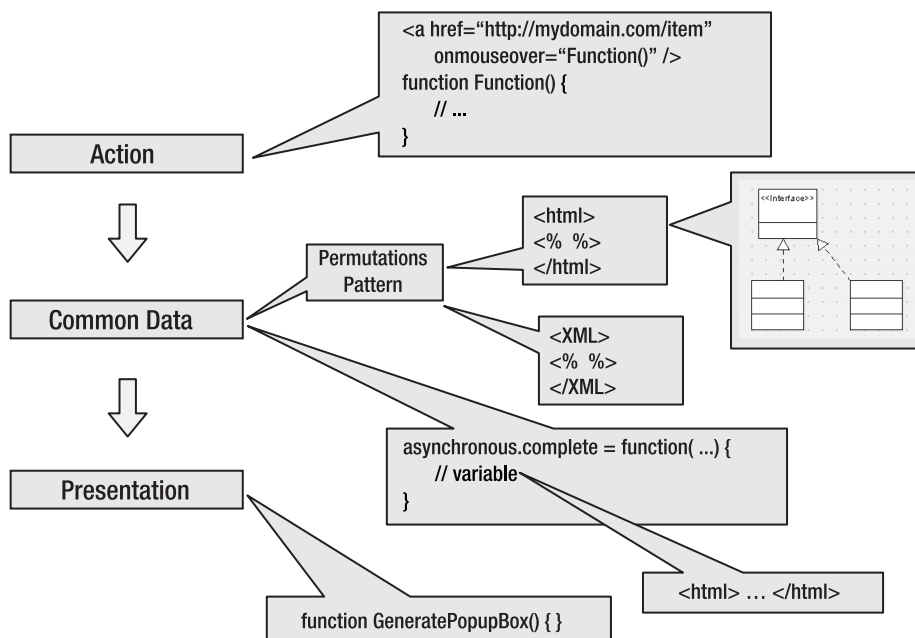 <a href=“http://mydomain.com/item”
onmouseover=“Function()” />
function Function() {
// ...
}
Action
<<Interface>>
<html>
<% %>
</html>
Permutations
Pattern
Common Data
<XML>
<% %>
</XML>
asynchronous.complete = function( ...) {
// variable
}
Presentation
<html> … </html>
function GeneratePopupBox() { }